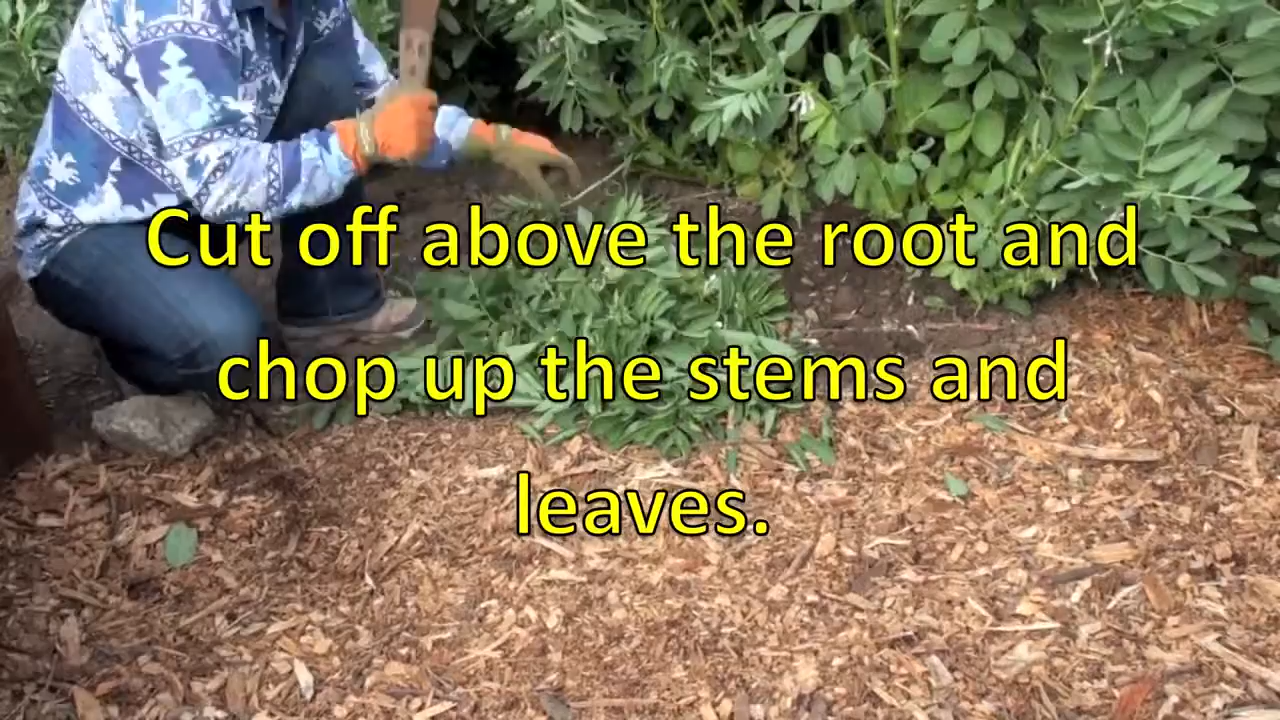 Cut off above the root and
chop up the stems and
leaves.